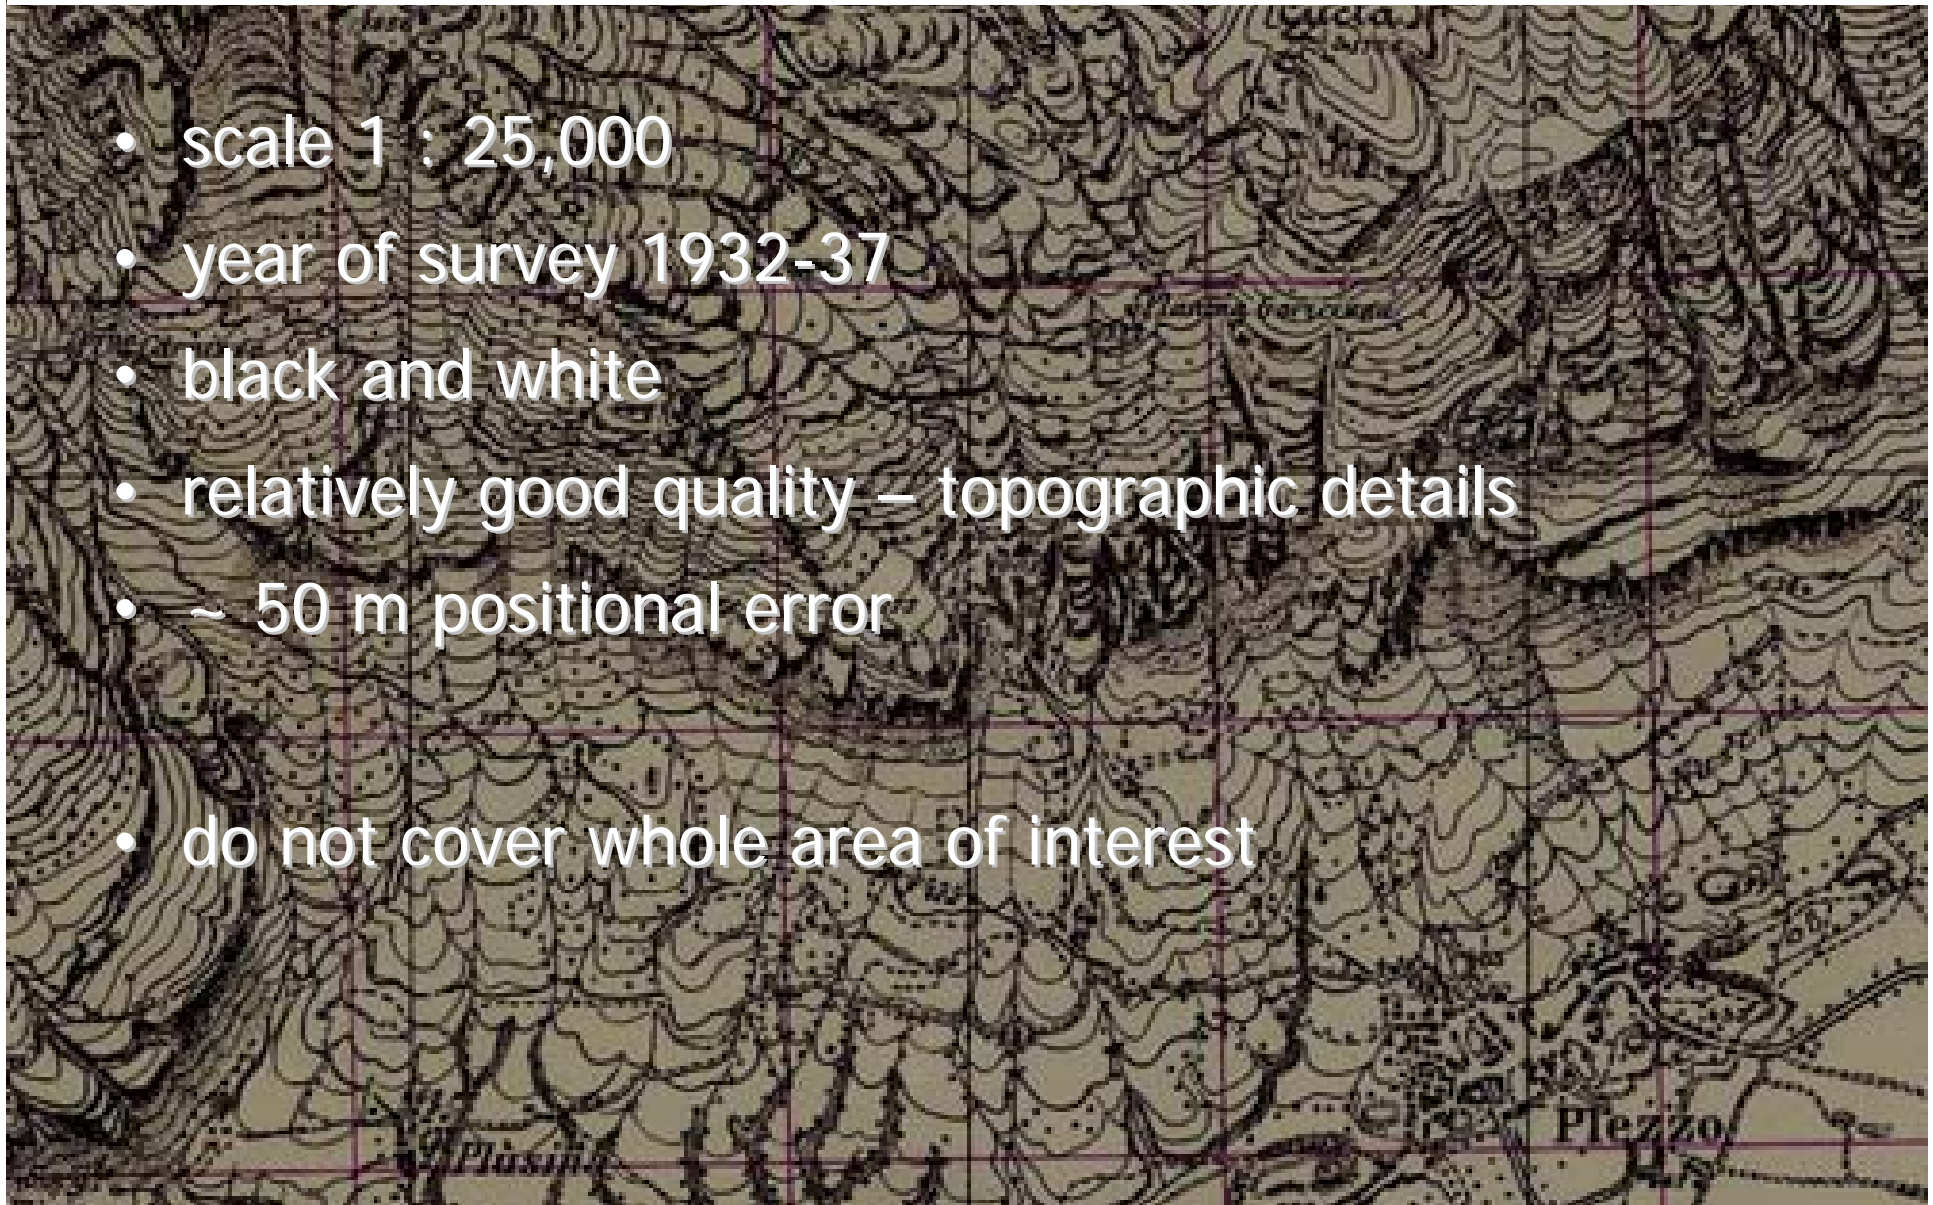 • scale 1 : 25,000
• year of survey 1932-37
• black and white
• relatively good quality – topographic details
• ~ 50 m positional error
• do not cover whole area of interest
Plezzo
Plàsina